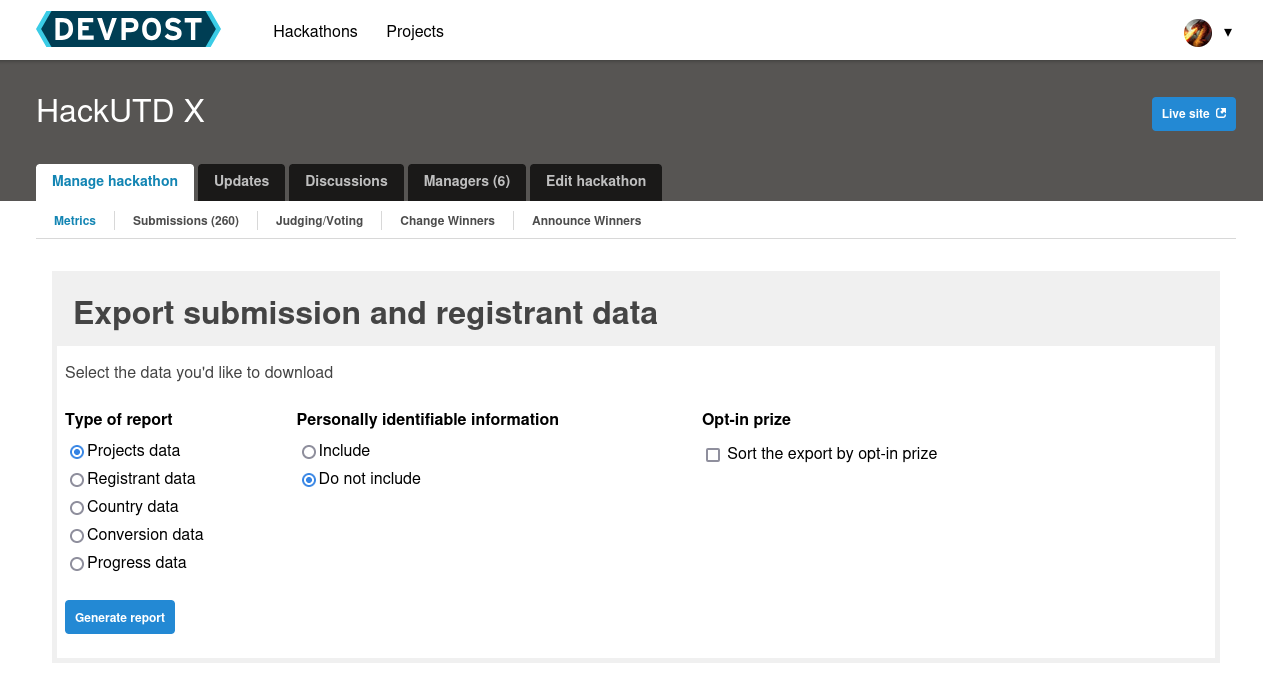 DEVPOST Hackathons Projects ▼
HackUTD X
Live site
Manage hackathon Updates Discussions Managers (6) Edit hackathon
Metrics Submissions (260) Judging/Voting Change Winners Announce Winners
Export submission and registrant data
Select the data you'd like to download
Type of report Personally identifiable information Opt-in prize
Projects data Include Sort the export by opt-in prize
Registrant data Do not include
Country data
Conversion data
Progress data
Generate report